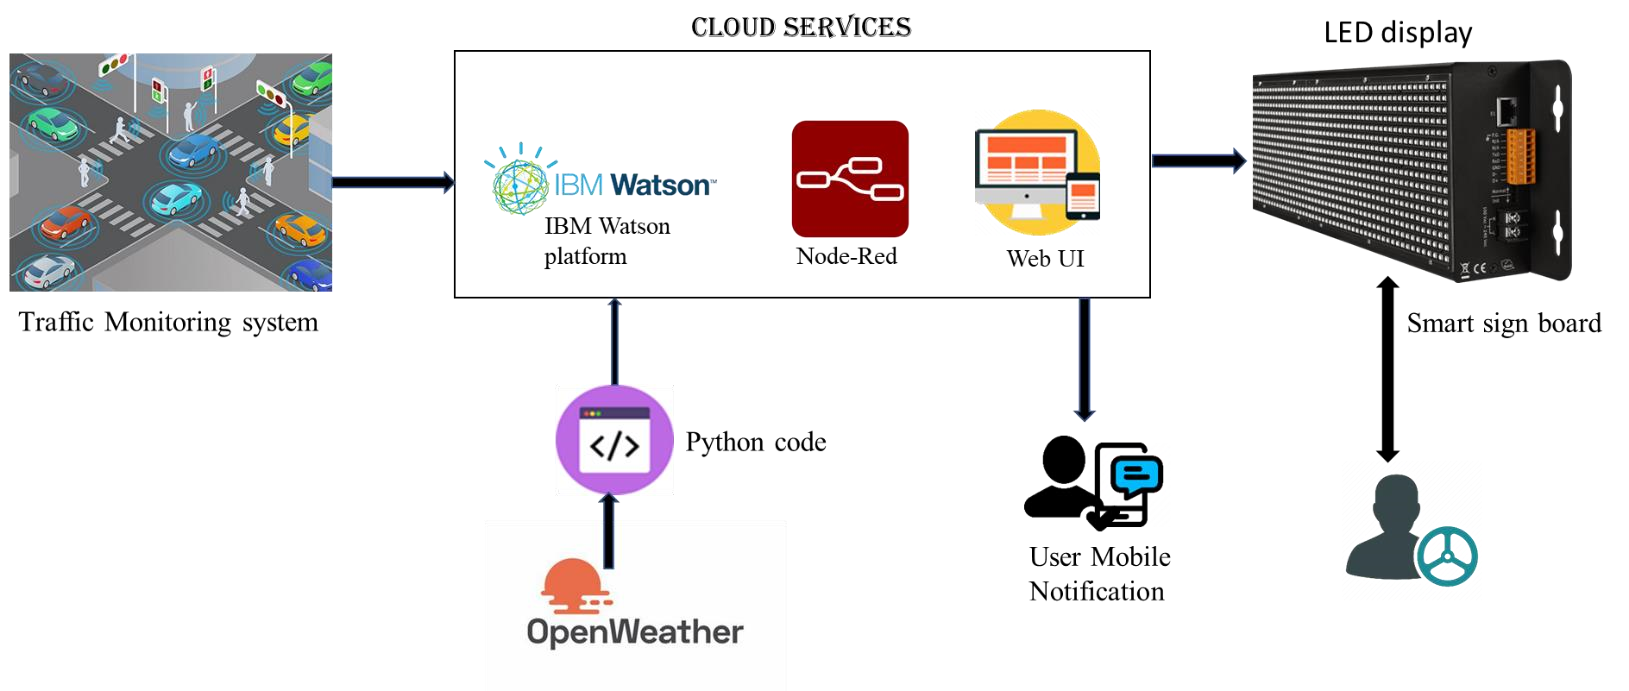 CLOUD SERVICES
LED display
IBM Watson™
IBM Watson
platform
Node-Red
Web UI
Traffic Monitoring system
Smart sign board
</>
Python code
User Mobile
Notification
OpenWeather